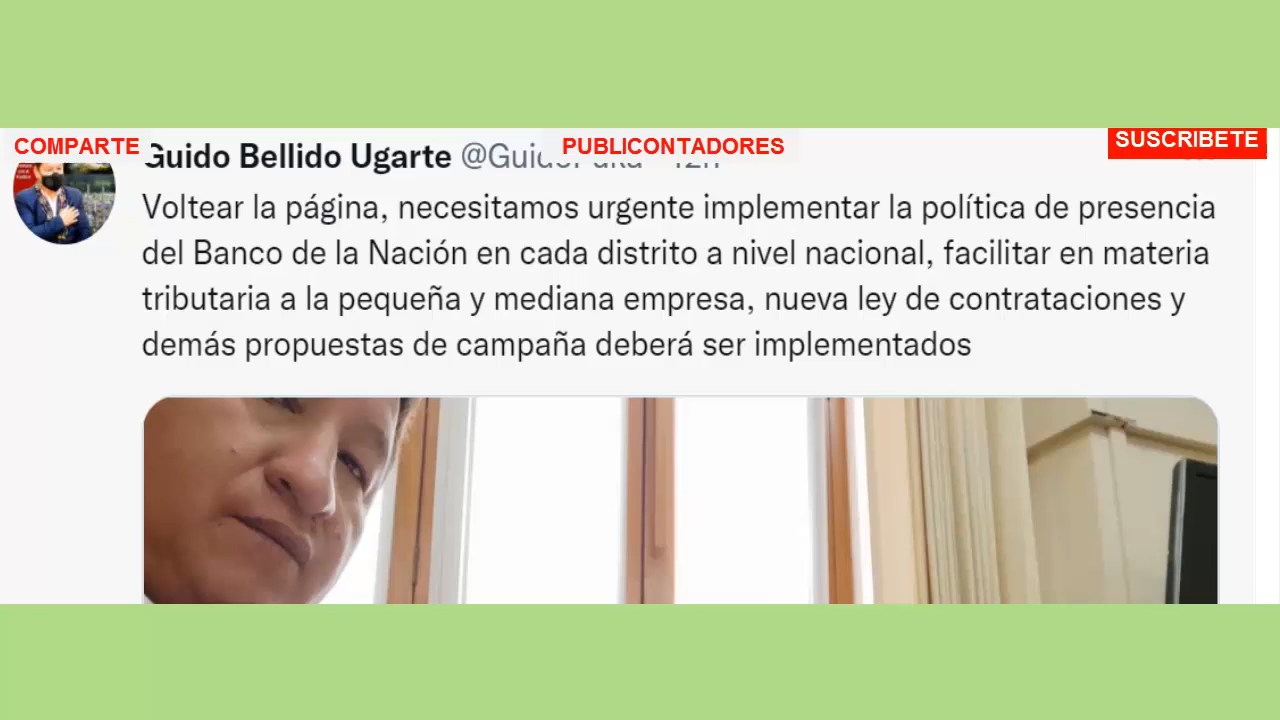 COMPARTE
PUBLICONTADORES
SUSCRIBETE
Guido Bellido Ugarte
Voltear la página, necesitamos urgente implementar la política de presencia
del Banco de la Nación en cada distrito a nivel nacional, facilitar en materia
tributaria a la pequeña y mediana empresa, nueva ley de contrataciones y
demás propuestas de campaña deberá ser implementados